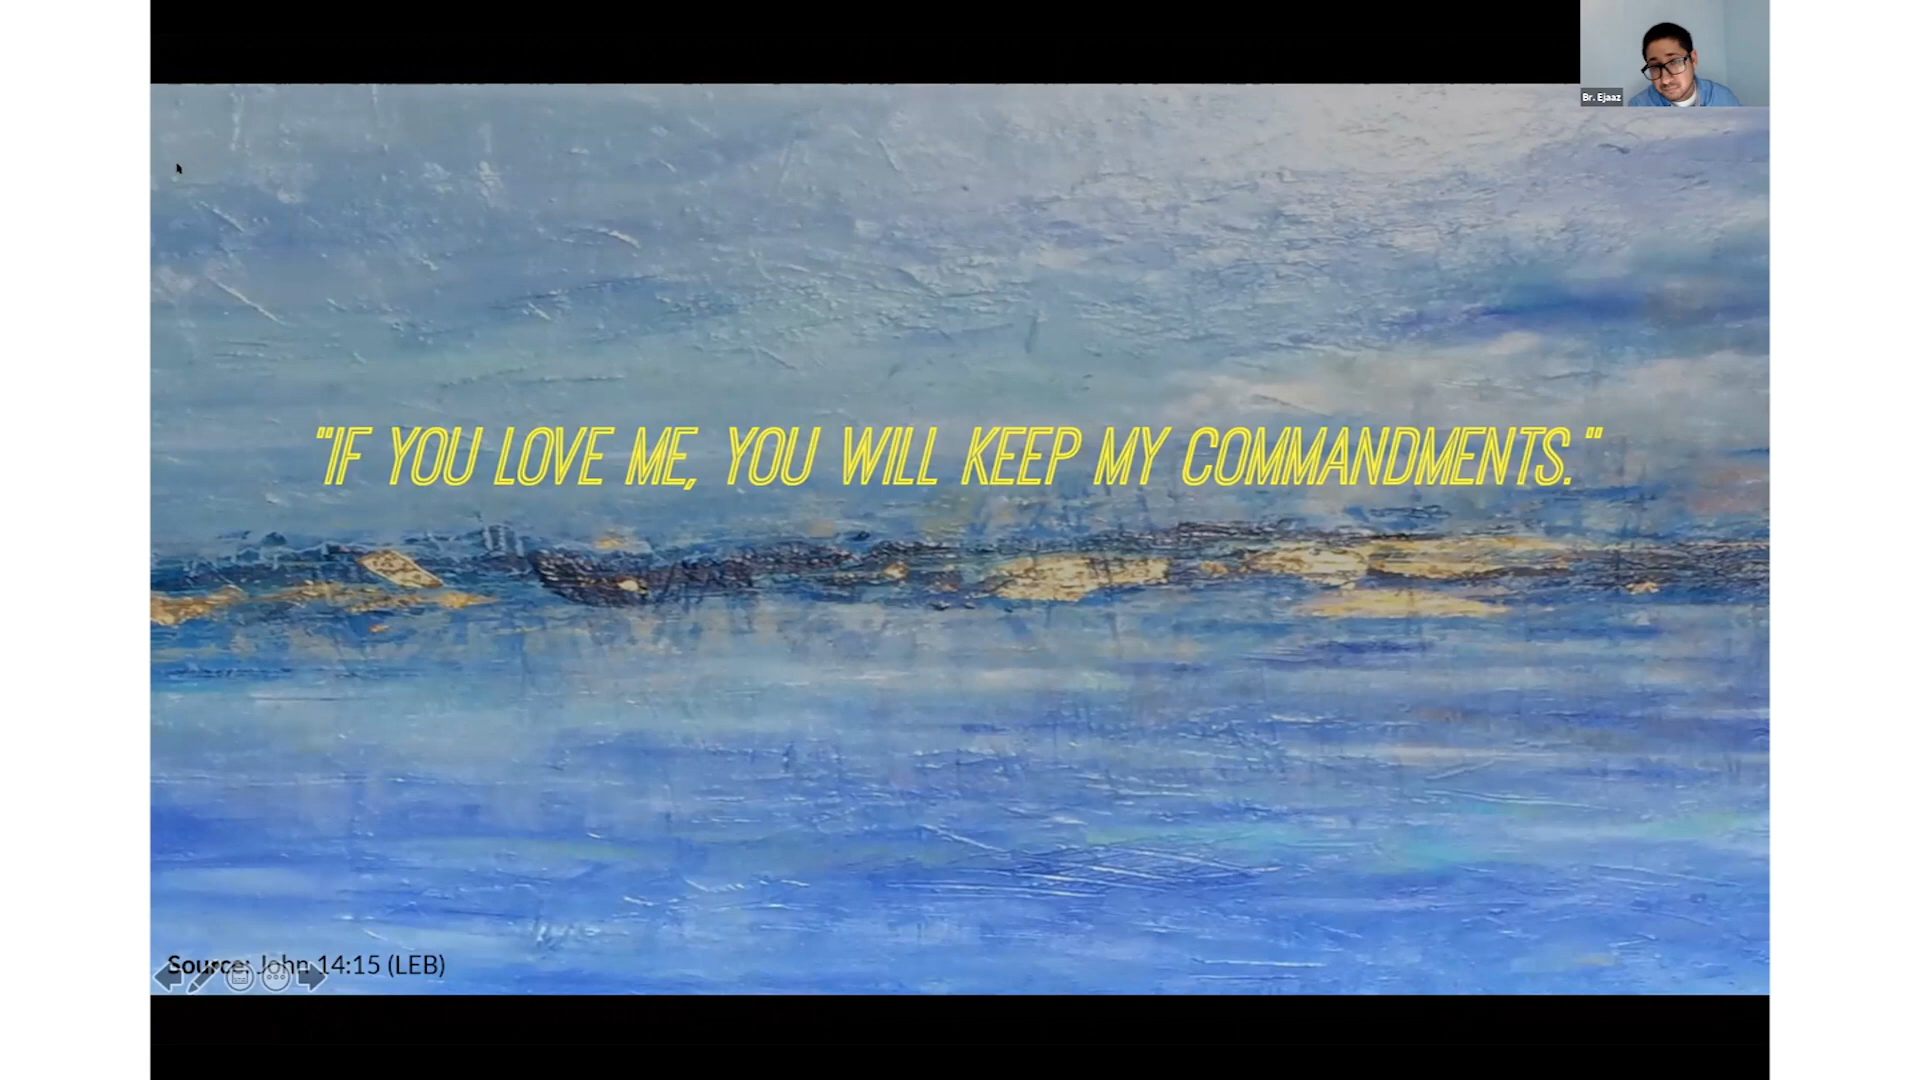 Br. Ejaaz
"IF YOU LOVE ME, YOU WILL KEEP MY COMMANDMENTS."
Source: John 14:15 (LEB)